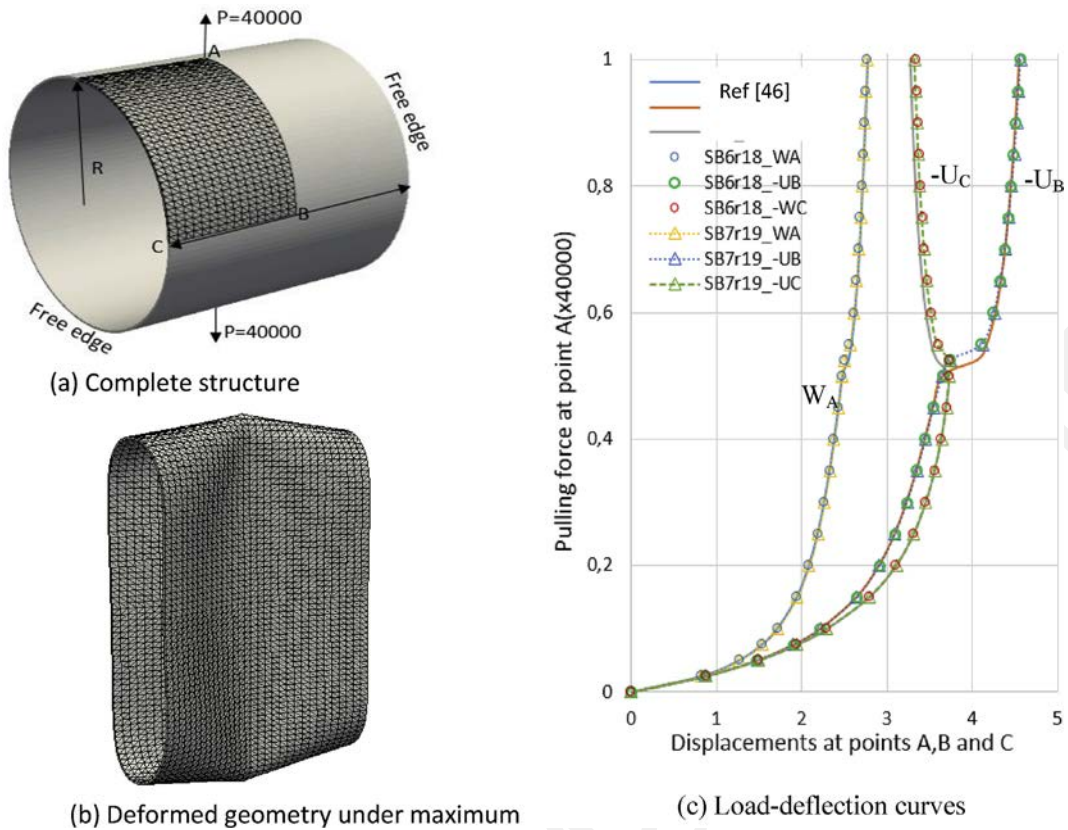 P=40000
A
R
B
C
Free edge
Free edge
P=40000
(a) Complete structure
(b) Deformed geometry under maximum
Pulling force at point A(x40000)
1
0,8
0,6
0,4
0,2
0
Ref [46]
SB6r18_WA
SB6r18_-UB
SB6r18_-WC
SB7r19_WA
SB7r19_-UB
SB7r19_-UC
-UC
-UB
WA
0 1 2 3 4 5
Displacements at points A,B and C
(c) Load-deflection curves